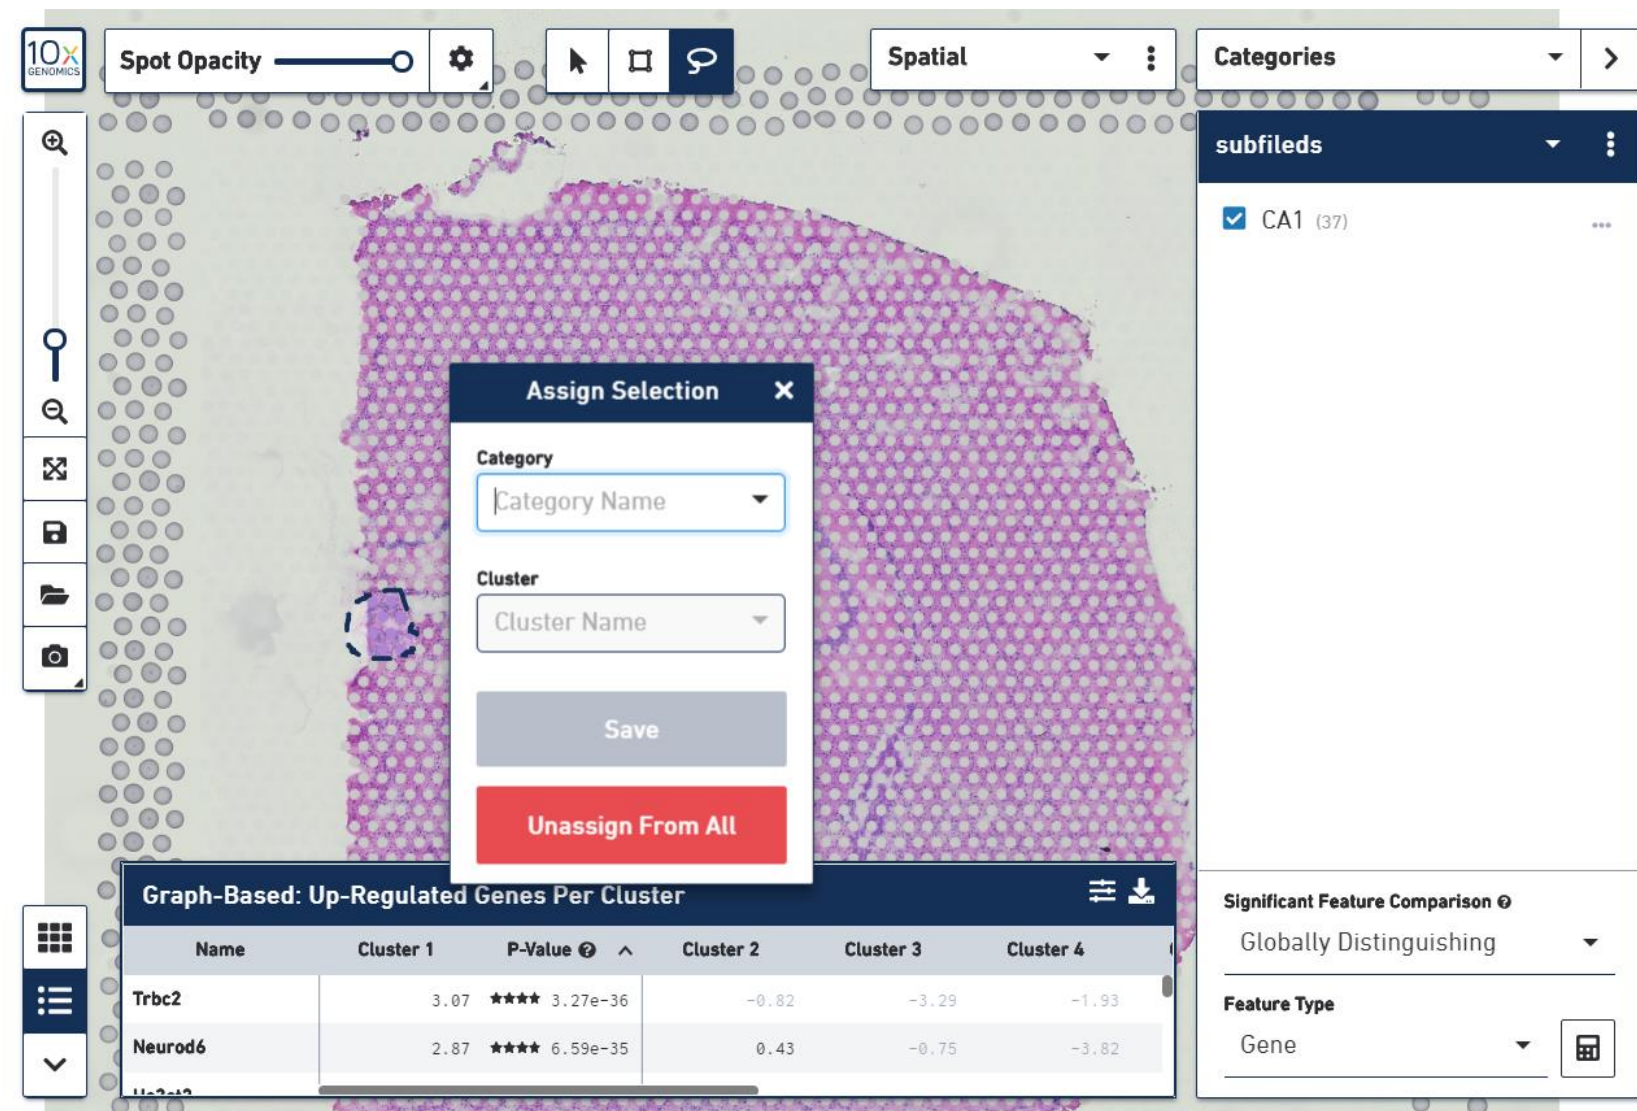 10x
GENOMICS
Spot Opacity
Spatial
Categories
subfileds
CA1 (37)
Assign Selection
Category
Category Name
Cluster
Cluster Name
Save
Unassign From All
Graph-Based: Up-Regulated Genes Per Cluster
Name Cluster 1 P-Value Cluster 2 Cluster 3 Cluster 4
Trbc2 3.07 ★★★★ 3.27e-36 -0.82 -3.29 -1.93
Neurod6 2.87 ★★★★ 6.59e-35 0.43 -0.75 -3.82
Significant Feature Comparison
Globally Distinguishing
Feature Type
Gene